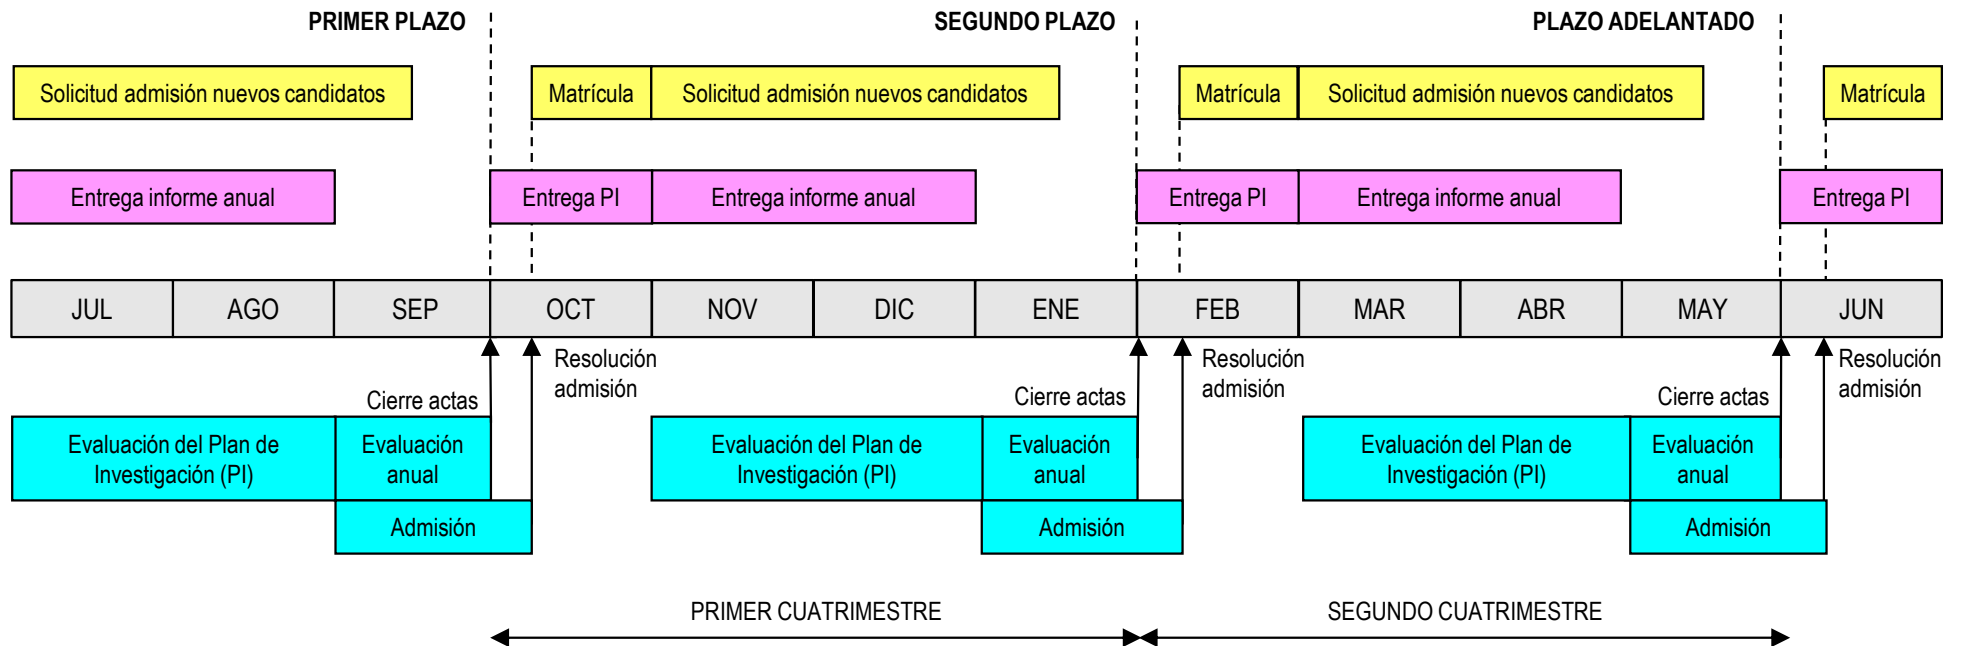 PRIMER PLAZO
SEGUNDO PLAZO
PLAZO ADELANTADO
Solicitud admisión nuevos candidatos
Matrícula
Solicitud admisión nuevos candidatos
Matrícula
Solicitud admisión nuevos candidatos
Matrícula
Entrega informe anual
Entrega PI
Entrega informe anual
Entrega PI
Entrega informe anual
Entrega PI
JUL
AGO
SEP
OCT
NOV
DIC
ENE
FEB
MAR
ABR
MAY
JUN
Resolución
admisión
Resolución
admisión
Resolución
admisión
Cierre actas
Cierre actas
Cierre actas
Evaluación del Plan de
Investigación (PI)
Evaluación
anual
Evaluación del Plan de
Investigación (PI)
Evaluación
anual
Evaluación del Plan de
Investigación (PI)
Evaluación
anual
Admisión
Admisión
Admisión
PRIMER CUATRIMESTRE
SEGUNDO CUATRIMESTRE